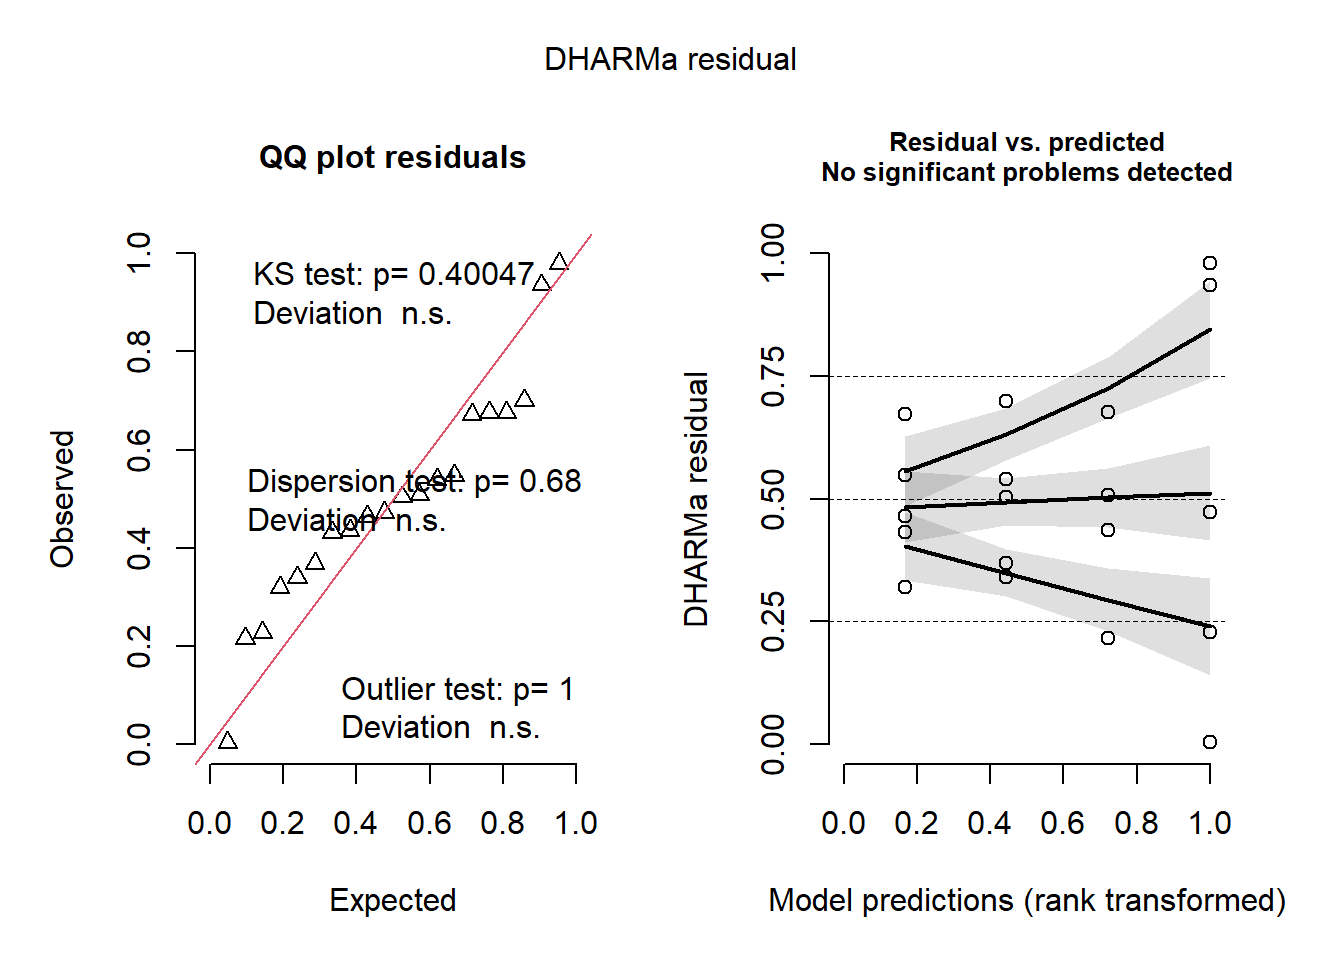 DHARMa residual
QQ plot residuals
KS test: p= 0.40047
Deviation  n.s.
Dispersion test: p= 0.68
Deviation  n.s.
Outlier test: p= 1
Deviation  n.s.
Observed
1.0
0.8
0.6
0.4
0.2
0.0
0.0 0.2 0.4 0.6 0.8 1.0
Expected
Residual vs. predicted
No significant problems detected
DHARMa residual
1.00
0.75
0.50
0.25
0.00
0.0 0.2 0.4 0.6 0.8 1.0
Model predictions (rank transformed)